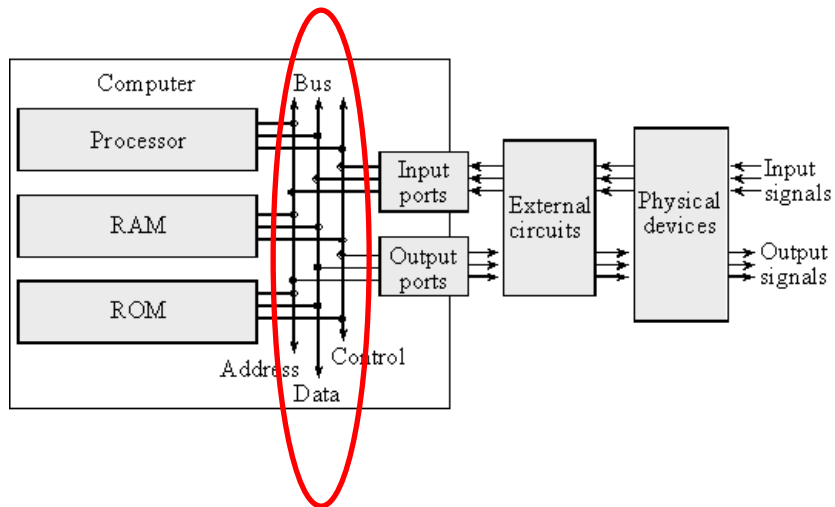 Computer
Bus
Processor
RAM
ROM
Address
Control
Data
Input
ports
Output
ports
External
circuits
Physical
devices
Input
signals
Output
signals